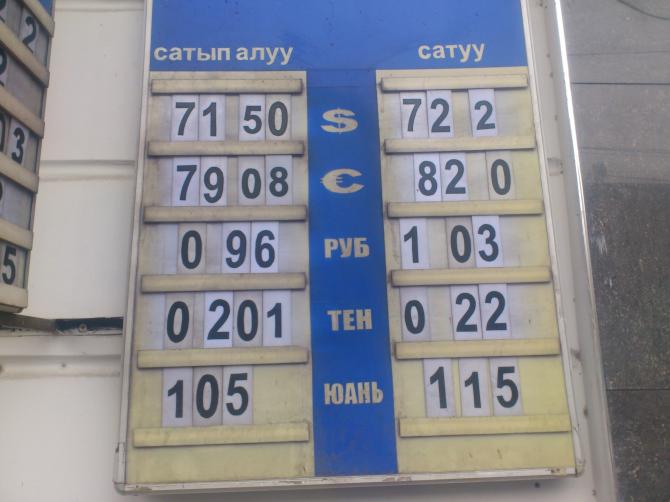 сатып алуу сатуу
71 50 $ 72 2
79 08 € 82 0
0 96 РУБ 1 03
0 201 ТЕН 0 22
105 ЮАНЬ 115